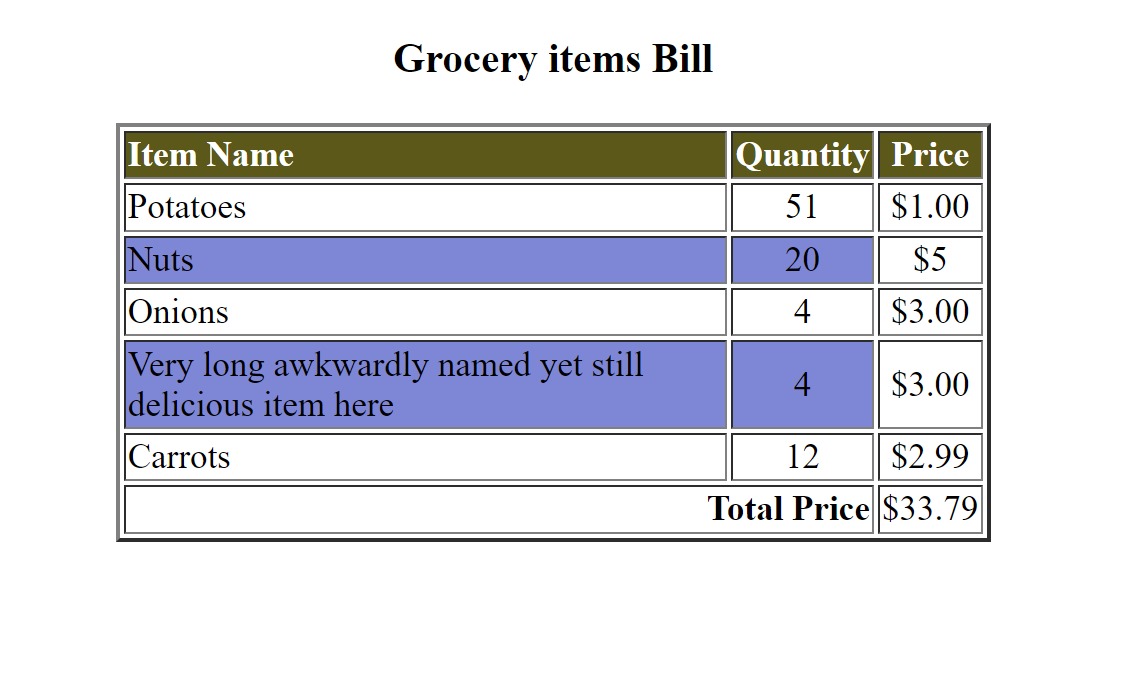 Grocery items Bill
Item Name Quantity Price
Potatoes 51 $1.00
Nuts 20 $5
Onions 4 $3.00
Very long awkwardly named yet still
delicious item here 4 $3.00
Carrots 12 $2.99
Total Price $33.79